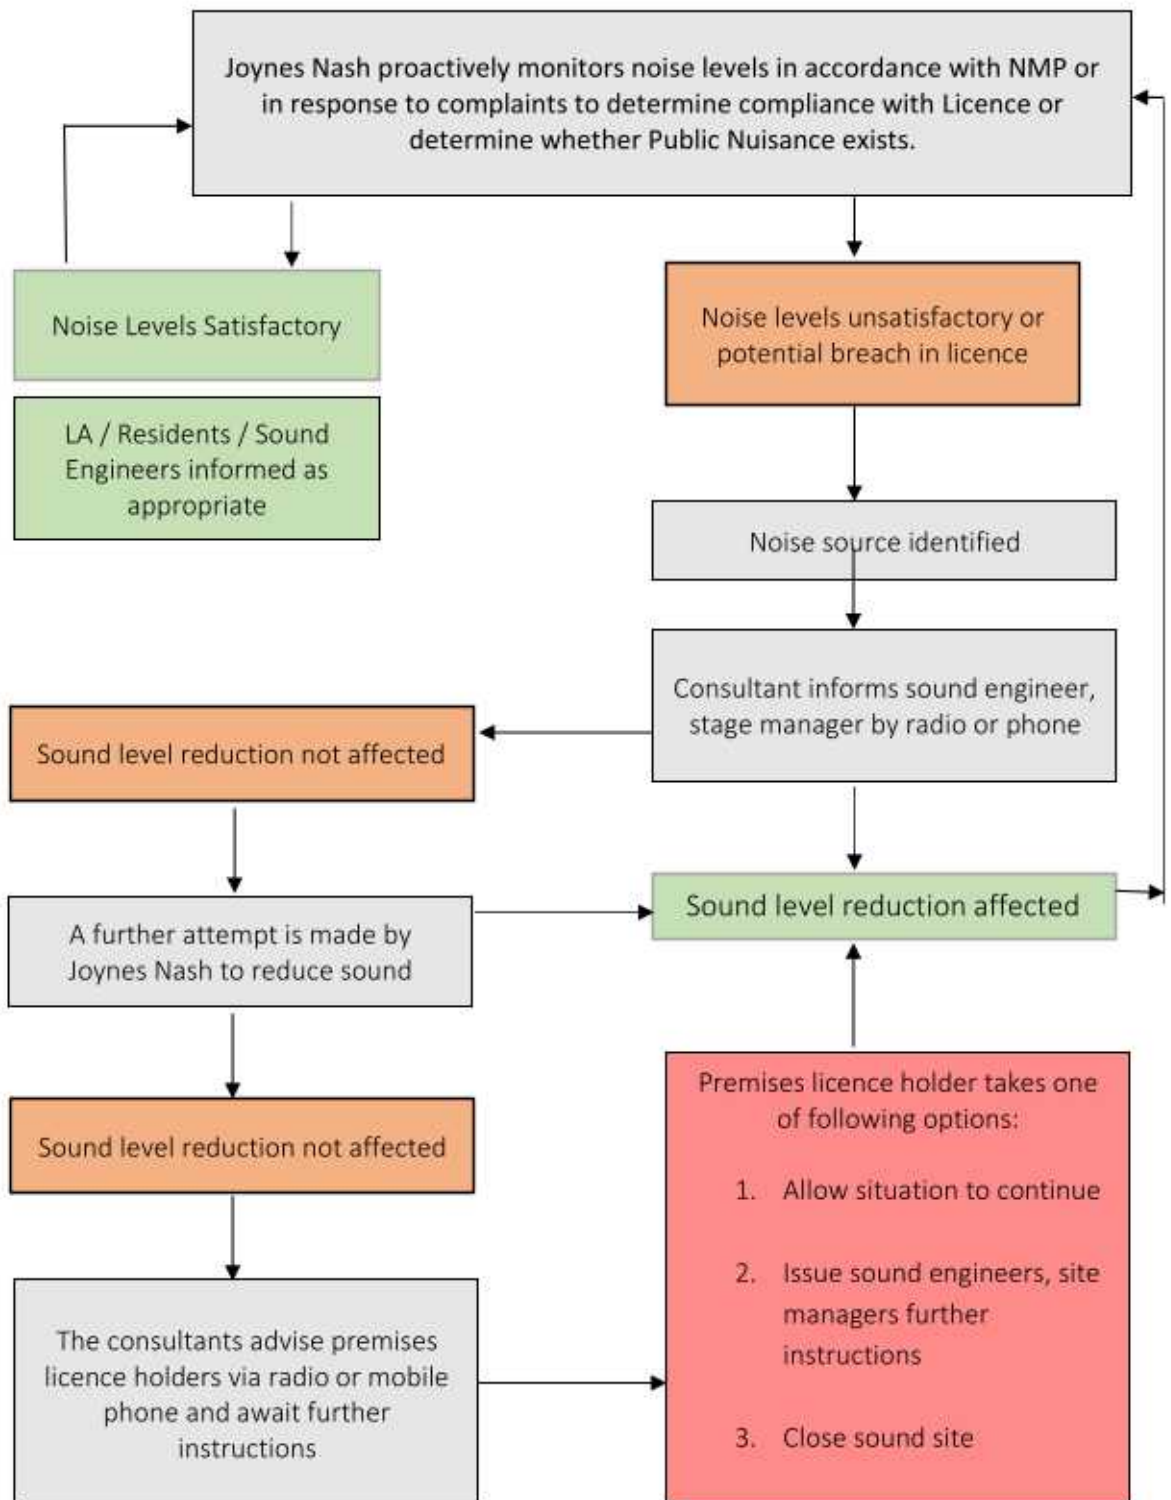 Joynes Nash proactively monitors noise levels in accordance with NMP or
in response to complaints to determine compliance with Licence or
determine whether Public Nuisance exists.
Noise Levels Satisfactory
LA / Residents / Sound
Engineers informed as
appropriate
Noise levels unsatisfactory or
potential breach in licence
Noise source identified
Consultant informs sound engineer,
stage manager by radio or phone
Sound level reduction not affected
A further attempt is made by
Joynes Nash to reduce sound
Sound level reduction affected
Sound level reduction not affected
The consultants advise premises
licence holders via radio or mobile
phone and await further
instructions
Premises licence holder takes one
of following options:
1. Allow situation to continue
2. Issue sound engineers, site
managers further
instructions
3. Close sound site